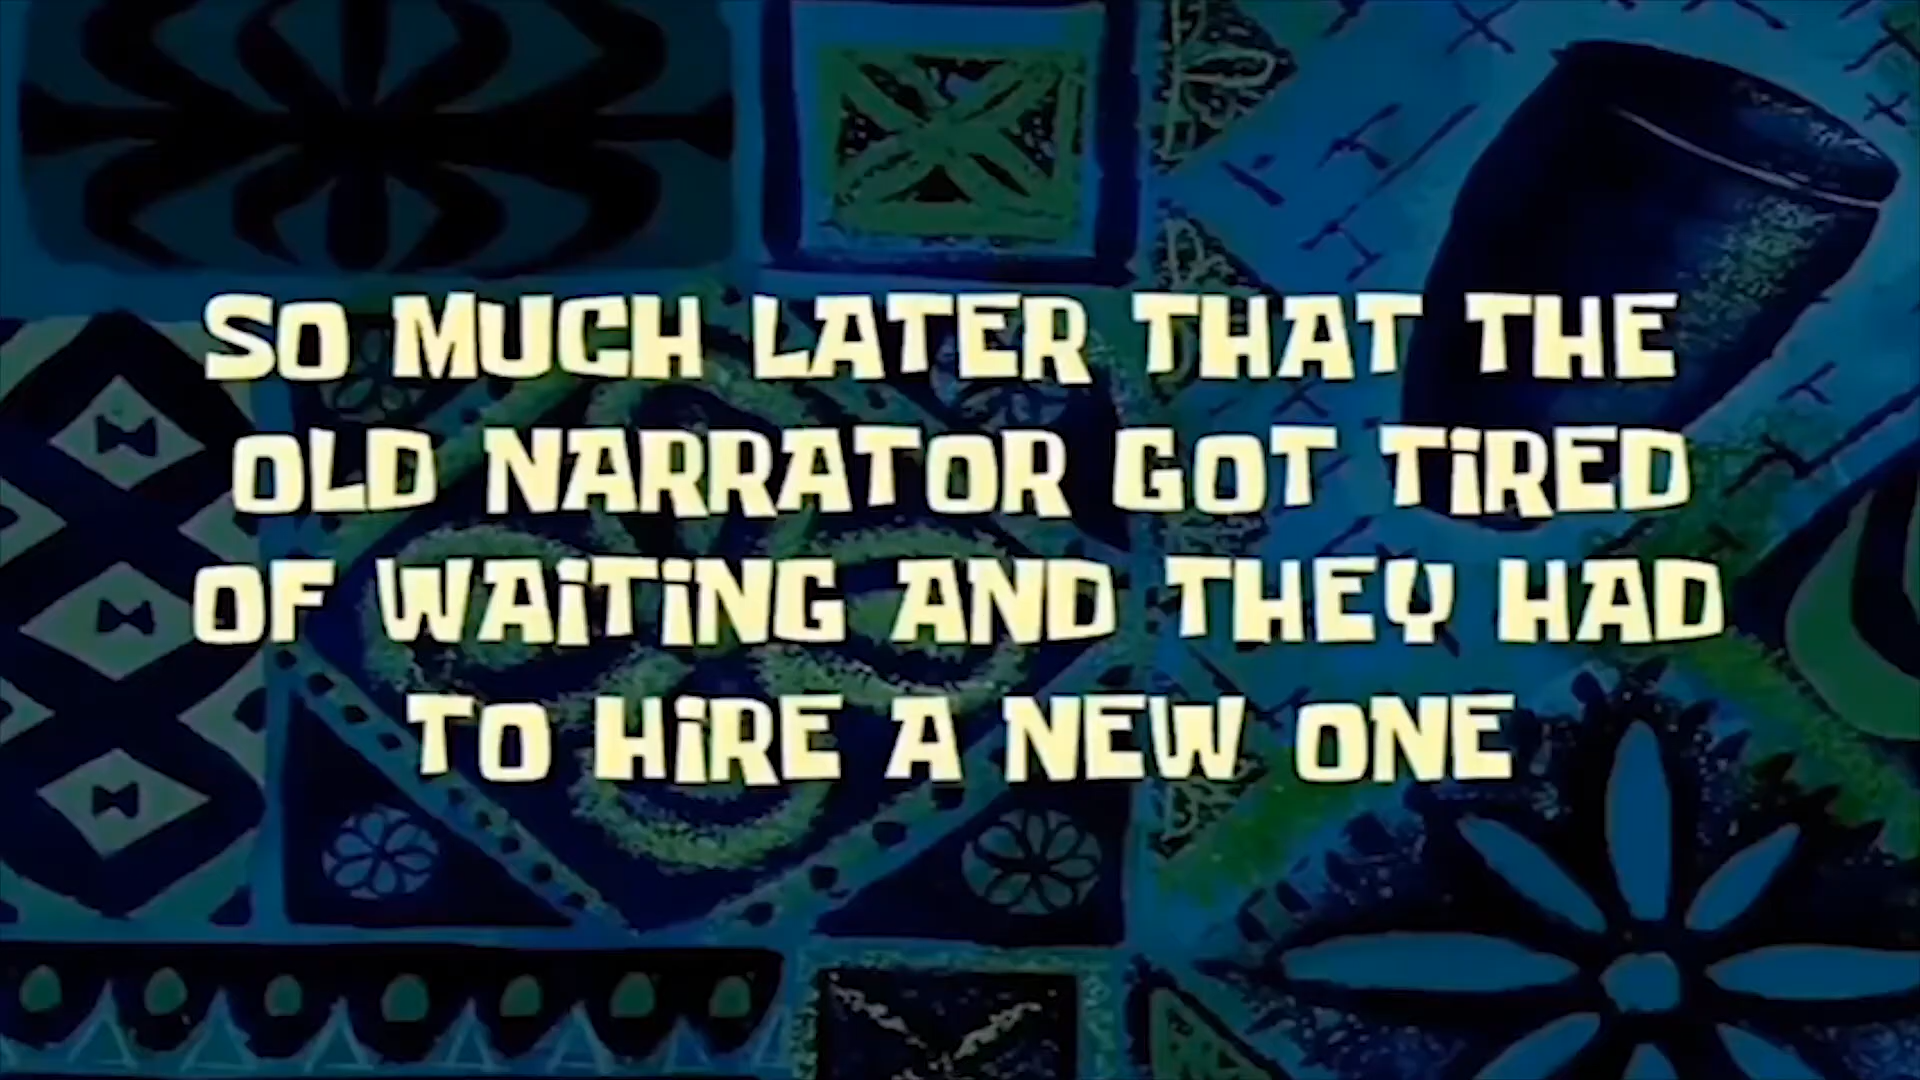 SO MUCH LATER THAT THE
OLD NARRATOR GOT TiRED
OF WAiTiNG AND THEY HAD
TO HiRE A NEW ONE